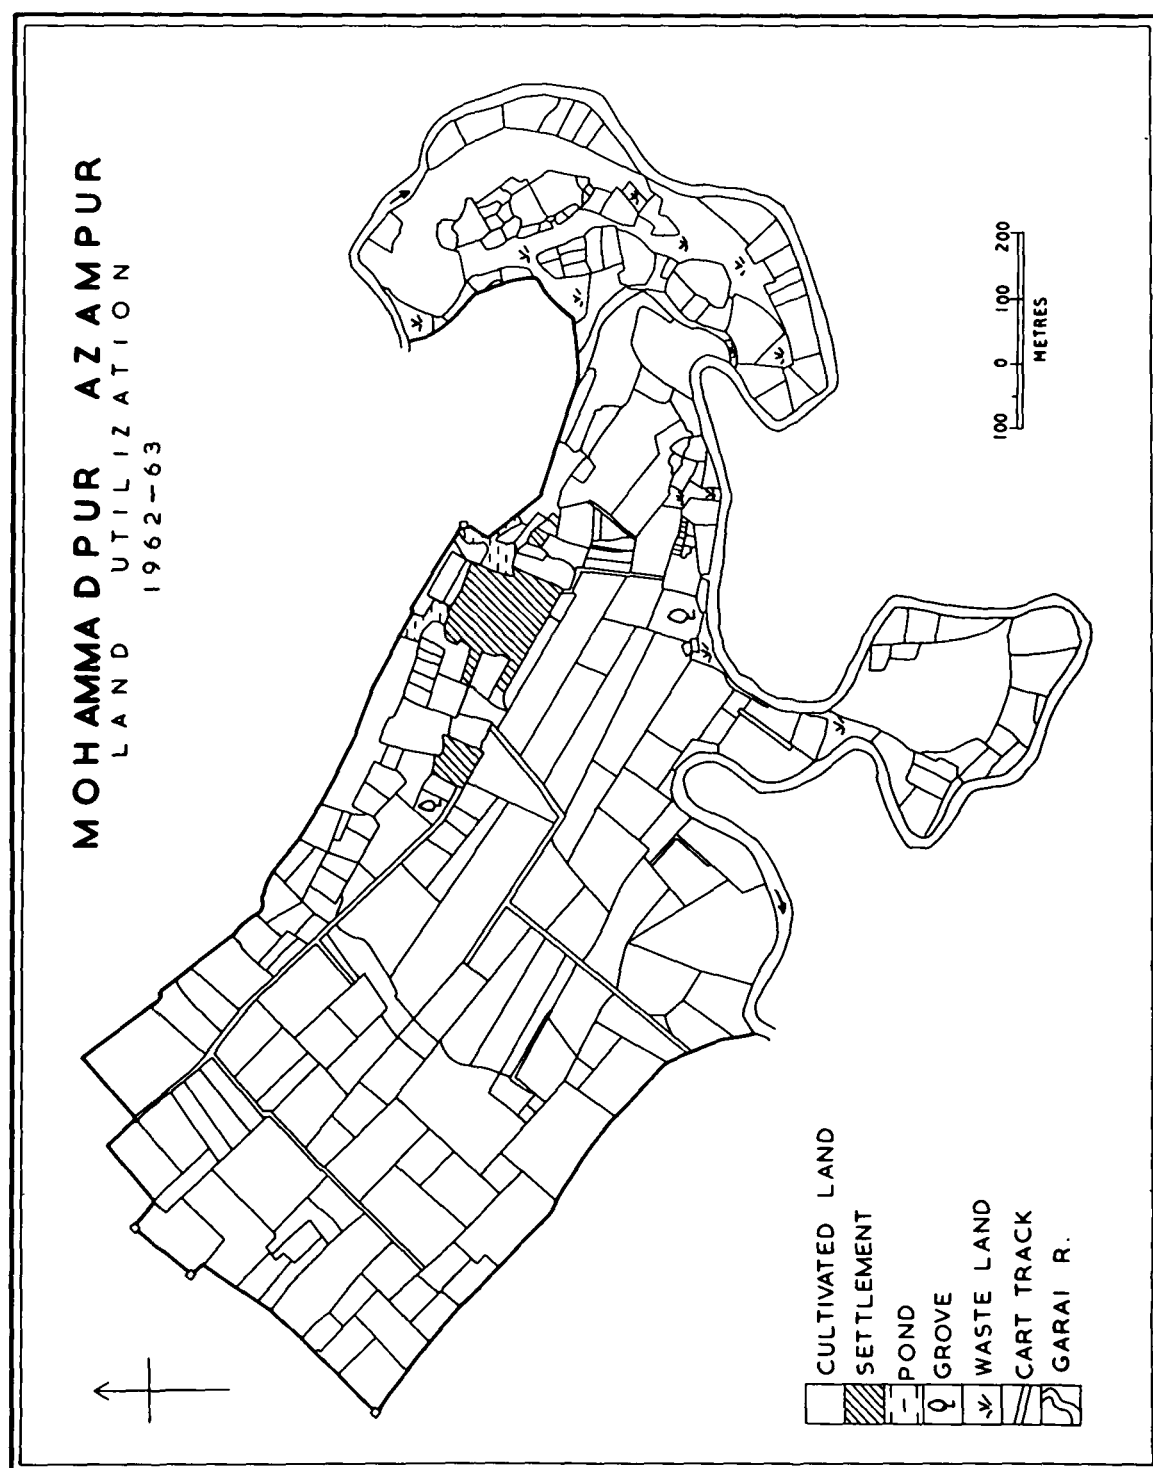 MOHAMMADPUR AZAMPUR
LAND UTILIZATION
1962–63
100 0 100 200
METRES
CULTIVATED LAND
SETTLEMENT
POND
GROVE
WASTE LAND
CART TRACK
GARAI R.